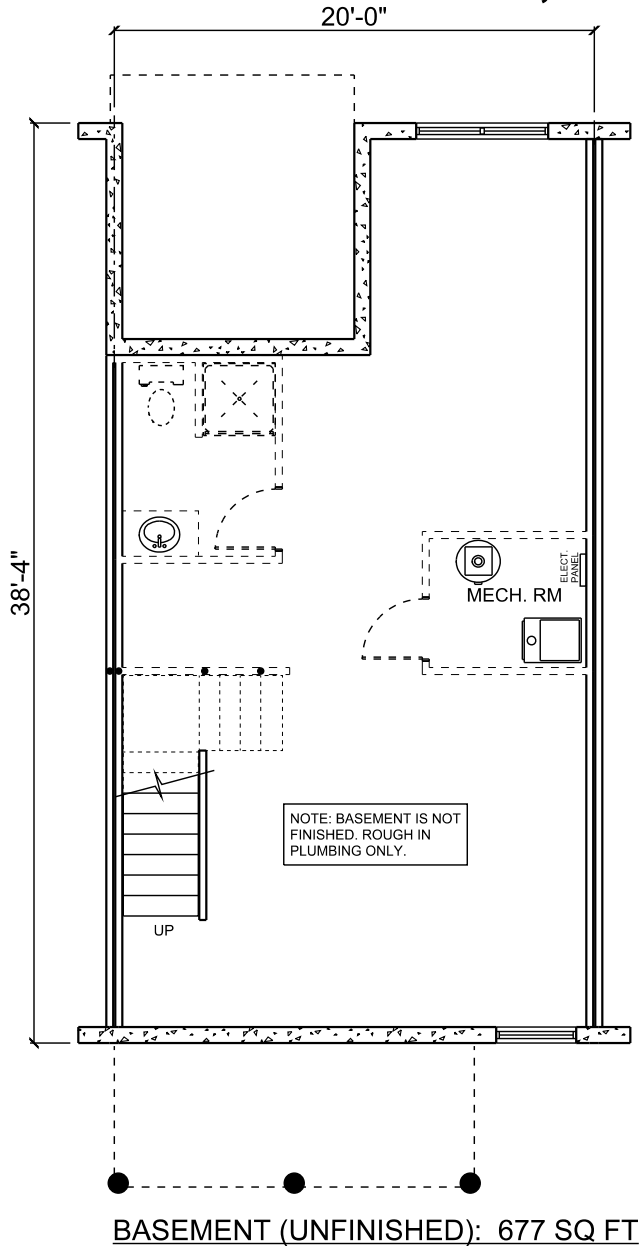 20'-0"
38'-4"
ELECT.
PANEL
MECH. RM
NOTE: BASEMENT IS NOT
FINISHED. ROUGH IN
PLUMBING ONLY.
UP
BASEMENT (UNFINISHED): 677 SQ FT